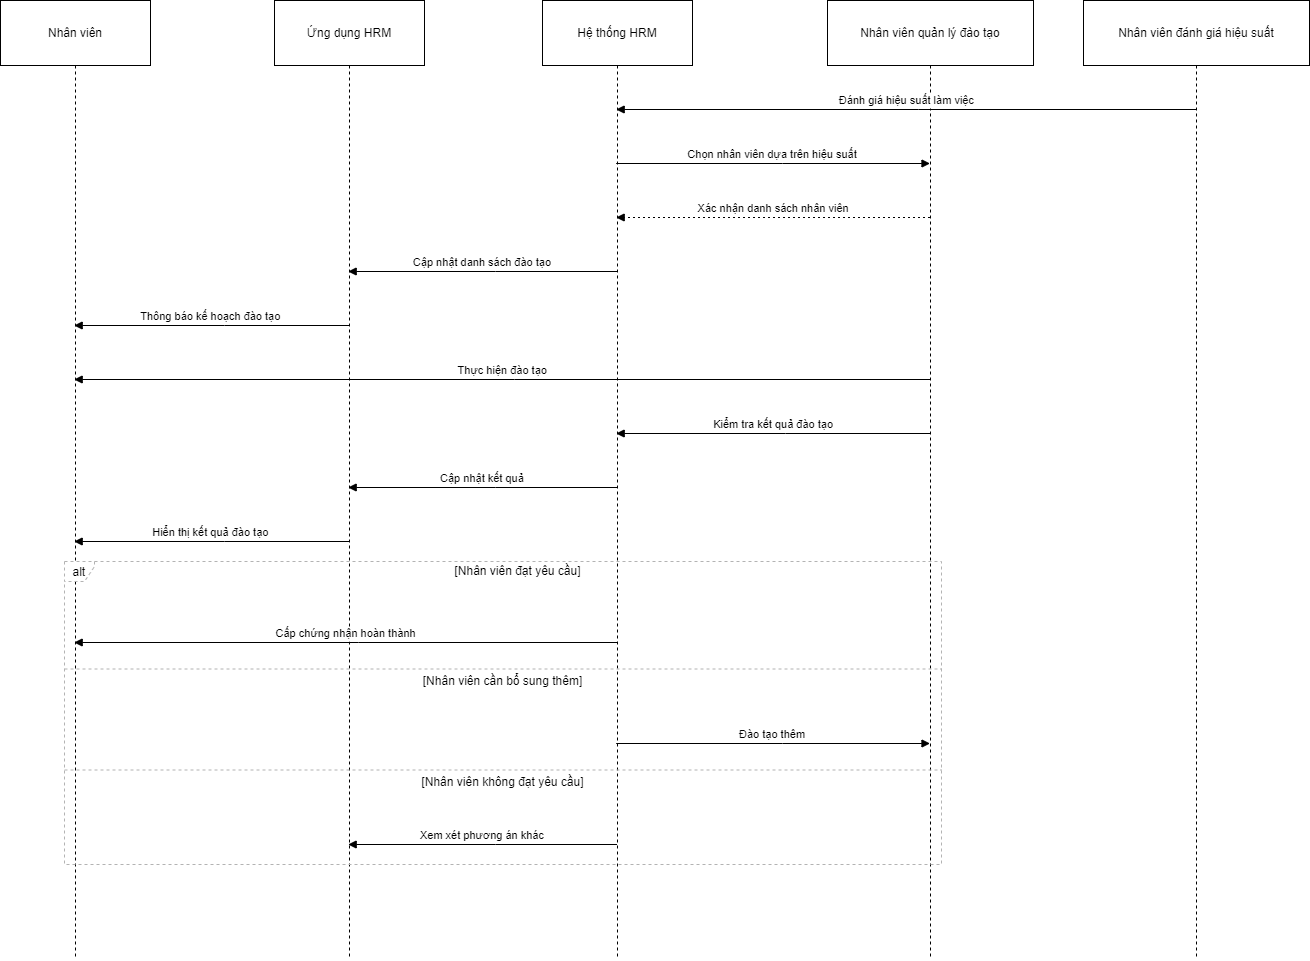 Nhân viên
Ứng dụng HRM
Hệ thống HRM
Nhân viên quản lý đào tạo
Nhân viên đánh giá hiệu suất
Đánh giá hiệu suất làm việc
Chọn nhân viên dựa trên hiệu suất
Xác nhận danh sách nhân viên
Cập nhật danh sách đào tạo
Thông báo kế hoạch đào tạo
Thực hiện đào tạo
Kiểm tra kết quả đào tạo
Cập nhật kết quả
Hiển thị kết quả đào tạo
alt
[Nhân viên đạt yêu cầu]
Cấp chứng nhận hoàn thành
[Nhân viên cần bổ sung thêm]
Đào tạo thêm
[Nhân viên không đạt yêu cầu]
Xem xét phương án khác